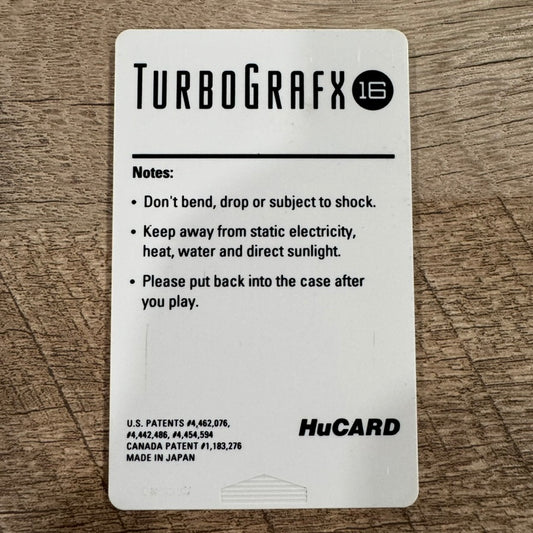 TURBOGRAFX 16
Notes:
• Don't bend, drop or subject to shock.
• Keep away from static electricity,
heat, water and direct sunlight.
• Please put back into the case after
you play.
U.S. PATENTS #4,462,076,
#4,442,486, #4,454,594
CANADA PATENT #1,183,276
MADE IN JAPAN
HuCARD